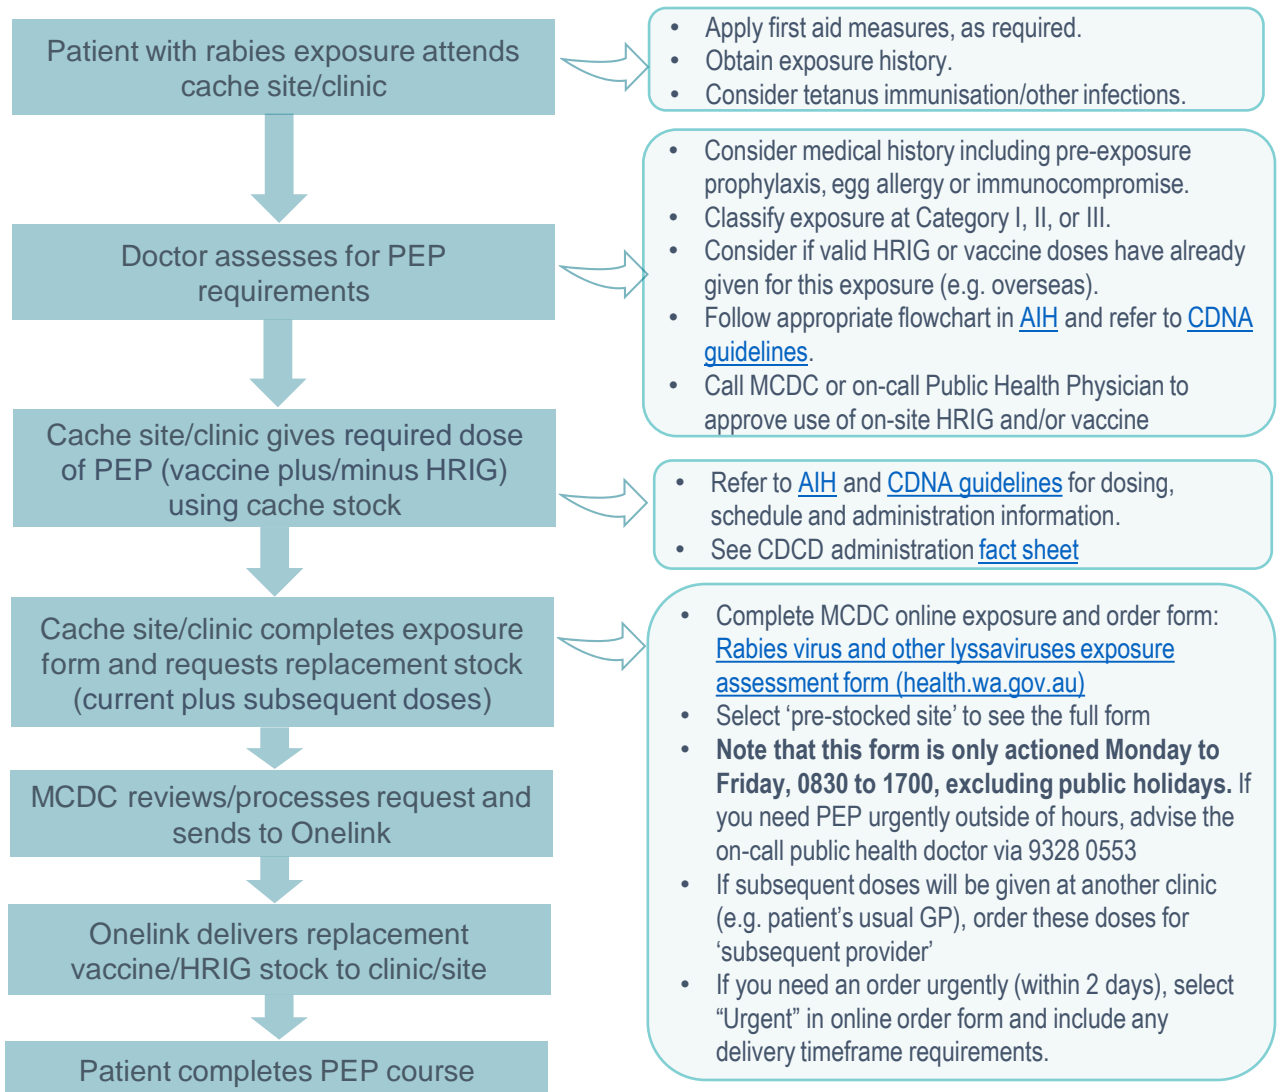 Patient with rabies exposure attends
cache site/clinic
• Apply first aid measures, as required.
• Obtain exposure history.
• Consider tetanus immunisation/other infections.
Doctor assesses for PEP
requirements
• Consider medical history including pre-exposure
prophylaxis, egg allergy or immunocompromise.
• Classify exposure at Category I, II, or III.
• Consider if valid HRIG or vaccine doses have already
given for this exposure (e.g. overseas).
• Follow appropriate flowchart in AIH and refer to CDNA
guidelines.
• Call MCDC or on-call Public Health Physician to
approve use of on-site HRIG and/or vaccine
Cache site/clinic gives required dose
of PEP (vaccine plus/minus HRIG)
using cache stock
• Refer to AIH and CDNA guidelines for dosing,
schedule and administration information.
• See CDCD administration fact sheet
Cache site/clinic completes exposure
form and requests replacement stock
(current plus subsequent doses)
• Complete MCDC online exposure and order form:
Rabies virus and other lyssaviruses exposure
assessment form (health.wa.gov.au)
• Select ‘pre-stocked site’ to see the full form
• Note that this form is only actioned Monday to
Friday, 0830 to 1700, excluding public holidays. If
you need PEP urgently outside of hours, advise the
on-call public health doctor via 9328 0553
• If subsequent doses will be given at another clinic
(e.g. patient’s usual GP), order these doses for
‘subsequent provider’
• If you need an order urgently (within 2 days), select
“Urgent” in online order form and include any
delivery timeframe requirements.
MCDC reviews/processes request and
sends to Onelink
Onelink delivers replacement
vaccine/HRIG stock to clinic/site
Patient completes PEP course